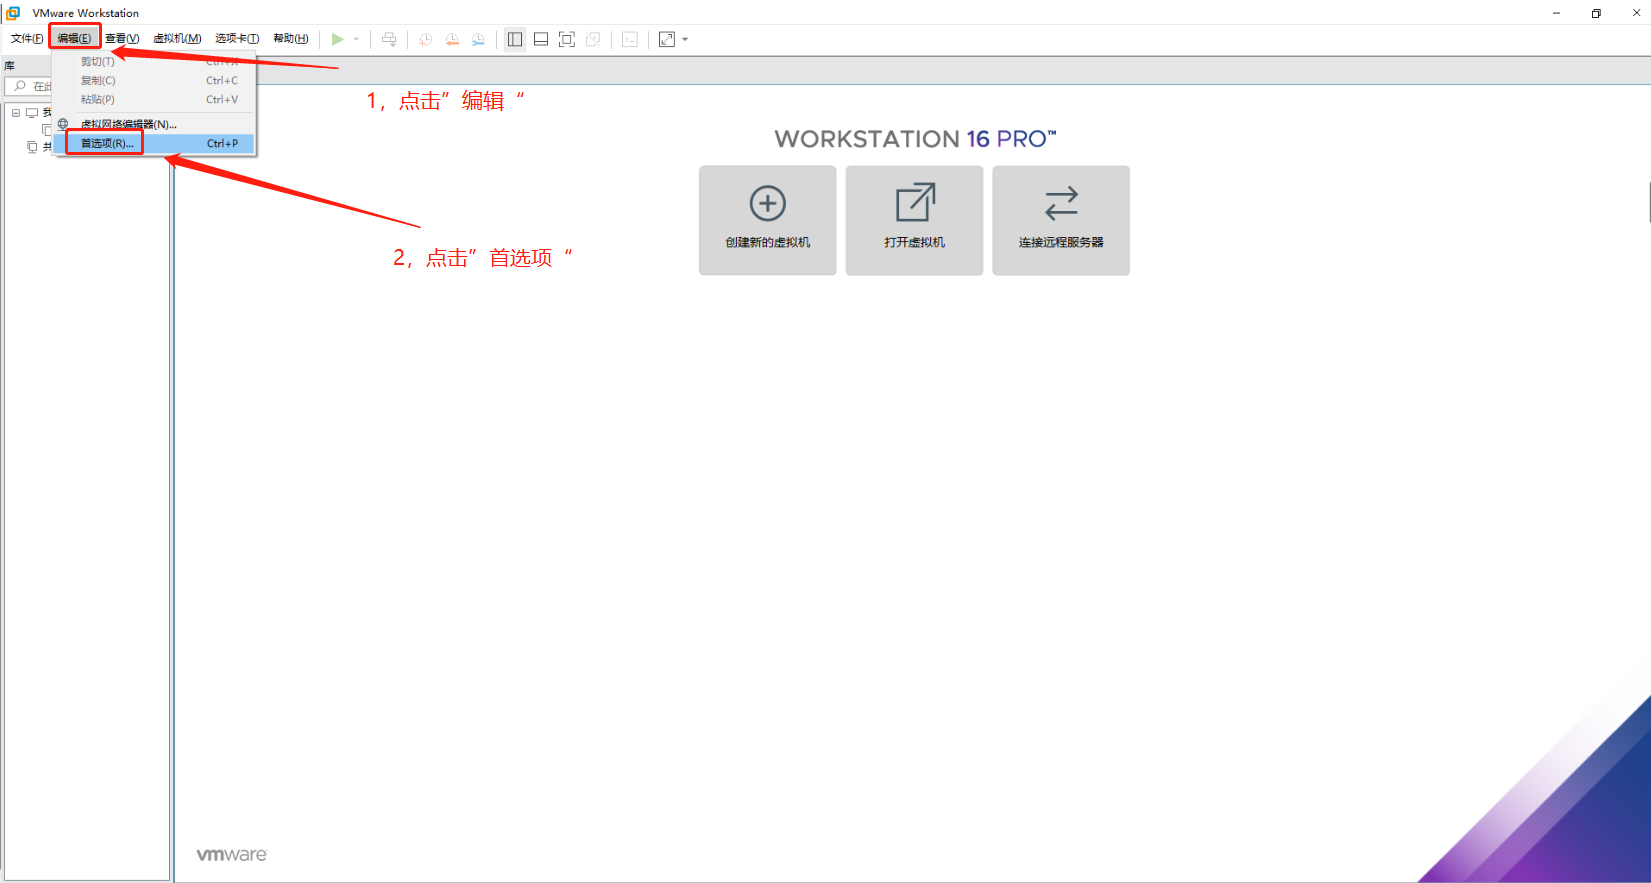 VMware Workstation
文件(F) 编辑(E) 查看(V) 虚拟机(M) 选项卡(T) 帮助(H)
库
剪切(T) Ctrl+X
复制(C) Ctrl+C
粘贴(P) Ctrl+V
虚拟网络编辑器(N)...
首选项(R)... Ctrl+P
在此
我
共
1，点击”编辑“
2，点击”首选项“
WORKSTATION 16 PRO™
创建新的虚拟机 打开虚拟机 连接远程服务器
vmware